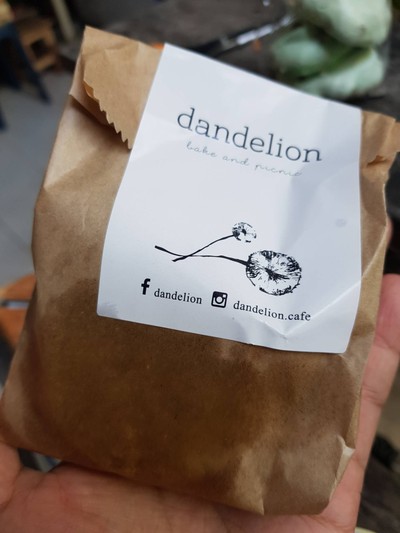 dandelion
bake and picnic
f dandelion dandelion.cafe